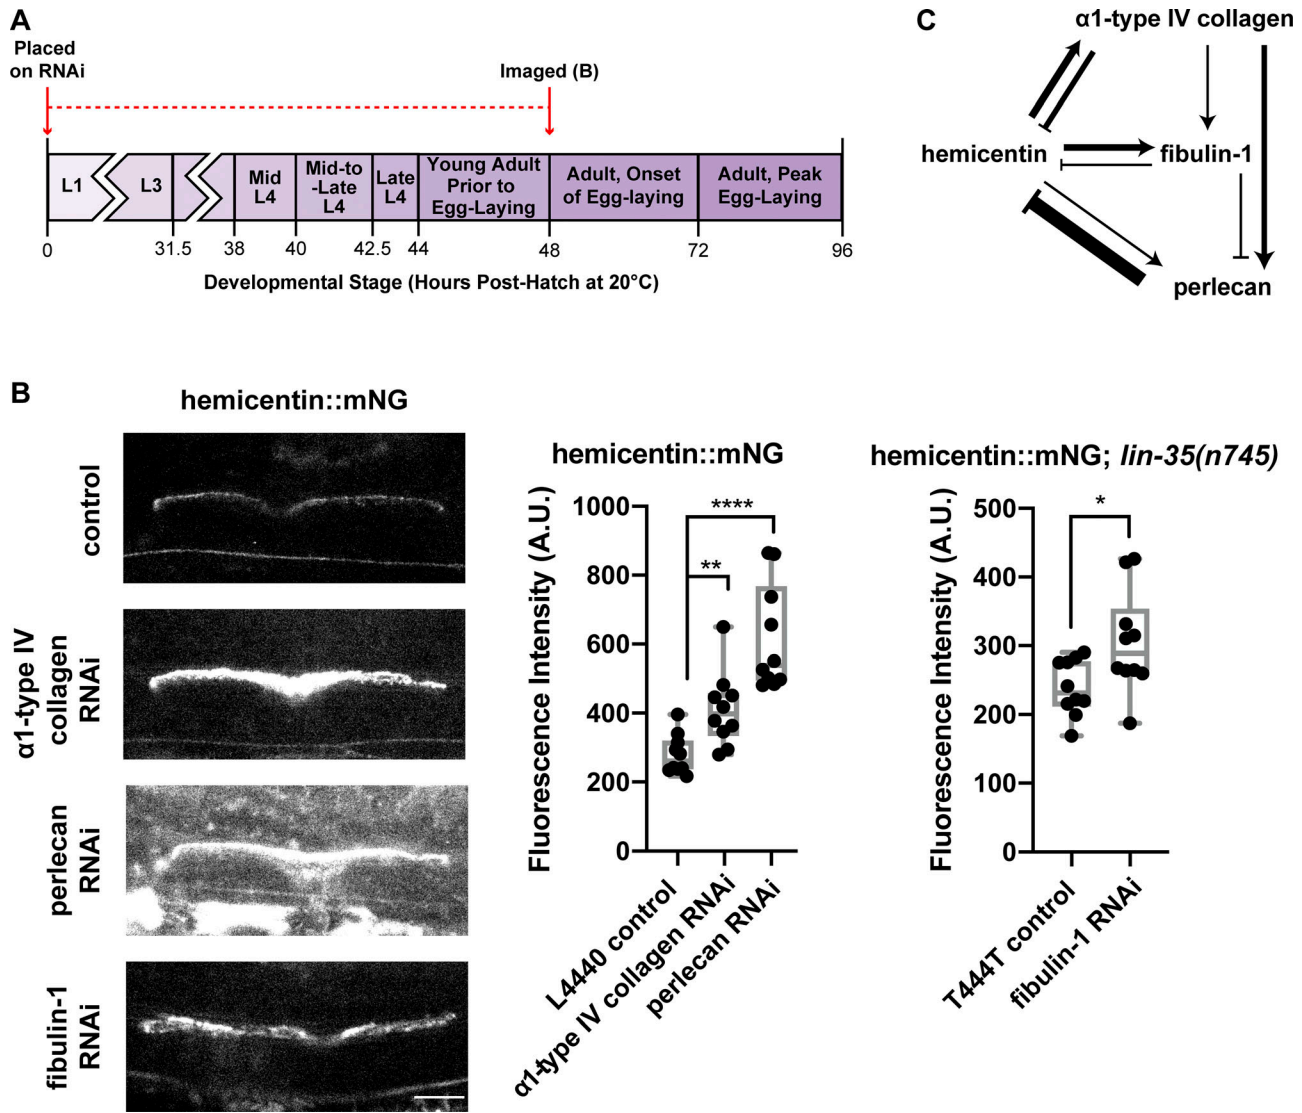 A
Placed
on RNAi
Imaged (B)
L1
L3
Mid
L4
Mid-to
-Late
L4
Late
L4
Young Adult
Prior to
Egg-Laying
Adult, Onset
of Egg-laying
Adult, Peak
Egg-Laying
0
31.5
38
40
42.5
44
48
72
96
Developmental Stage (Hours Post-Hatch at 20°C)
C
α1-type IV collagen
hemicentin
fibulin-1
perlecan
B
hemicentin::mNG
control
α1-type IV
collagen
RNAi
perlecan
RNAi
fibulin-1
RNAi
hemicentin::mNG
Fluorescence Intensity (A.U.)
1000
800
600
400
200
0
****
**
L4440 control
α1-type IV collagen RNAi
perlecan RNAi
hemicentin::mNG; lin-35(n745)
Fluorescence Intensity (A.U.)
500
400
300
200
100
0
*
T444T control
fibulin-1 RNAi